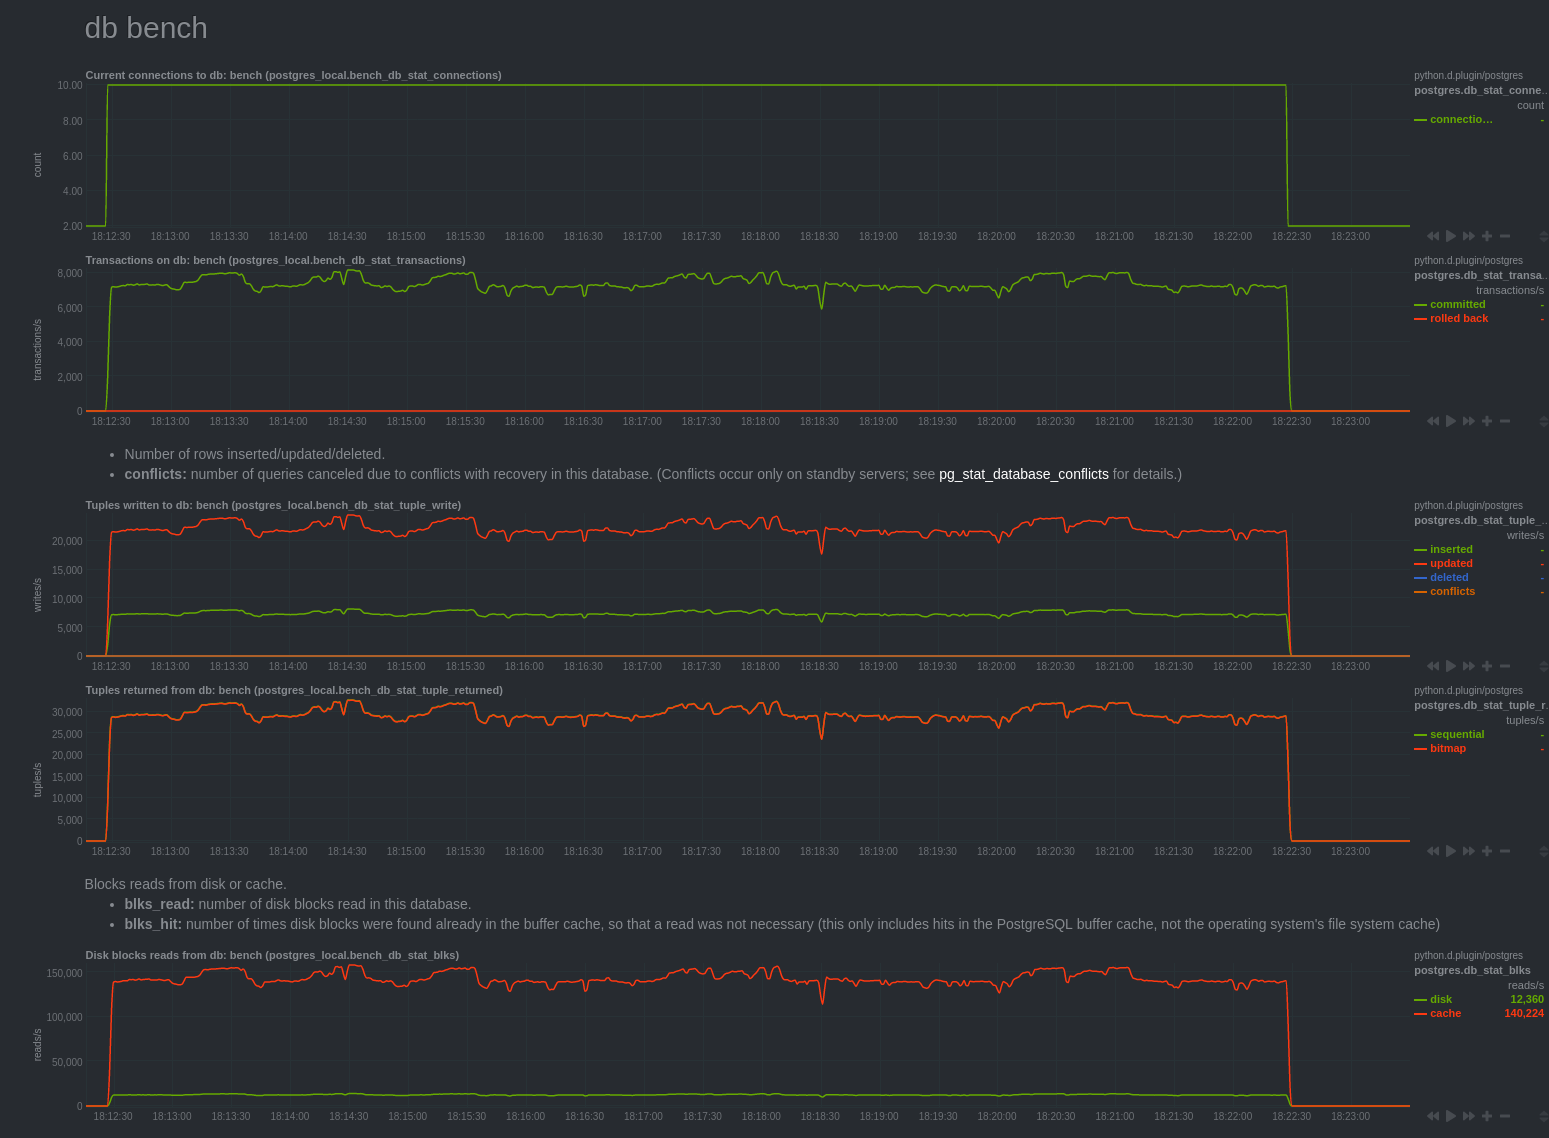 db bench
Current connections to db: bench (postgres_local.bench_db_stat_connections)
python.d.plugin/postgres
postgres.db_stat_conne...
count
connectio...
-
count
10.00
8.00
6.00
4.00
2.00
18:12:30 18:13:00 18:13:30 18:14:00 18:14:30 18:15:00 18:15:30 18:16:00 18:16:30 18:17:00 18:17:30 18:18:00 18:18:30 18:19:00 18:19:30 18:20:00 18:20:30 18:21:00 18:21:30 18:22:00 18:22:30 18:23:00
Transactions on db: bench (postgres_local.bench_db_stat_transactions)
python.d.plugin/postgres
postgres.db_stat_transa...
transactions/s
committed -
rolled back -
transactions/s
8,000
6,000
4,000
2,000
0
18:12:30 18:13:00 18:13:30 18:14:00 18:14:30 18:15:00 18:15:30 18:16:00 18:16:30 18:17:00 18:17:30 18:18:00 18:18:30 18:19:00 18:19:30 18:20:00 18:20:30 18:21:00 18:21:30 18:22:00 18:22:30 18:23:00
• Number of rows inserted/updated/deleted.
• conflicts: number of queries canceled due to conflicts with recovery in this database. (Conflicts occur only on standby servers; see pg_stat_database_conflicts for details.)
Tuples written to db: bench (postgres_local.bench_db_stat_tuple_write)
python.d.plugin/postgres
postgres.db_stat_tuple_...
writes/s
inserted -
updated -
deleted -
conflicts -
writes/s
20,000
15,000
10,000
5,000
0
18:12:30 18:13:00 18:13:30 18:14:00 18:14:30 18:15:00 18:15:30 18:16:00 18:16:30 18:17:00 18:17:30 18:18:00 18:18:30 18:19:00 18:19:30 18:20:00 18:20:30 18:21:00 18:21:30 18:22:00 18:22:30 18:23:00
Tuples returned from db: bench (postgres_local.bench_db_stat_tuple_returned)
python.d.plugin/postgres
postgres.db_stat_tuple_r...
tuples/s
sequential -
bitmap -
tuples/s
30,000
25,000
20,000
15,000
10,000
5,000
0
18:12:30 18:13:00 18:13:30 18:14:00 18:14:30 18:15:00 18:15:30 18:16:00 18:16:30 18:17:00 18:17:30 18:18:00 18:18:30 18:19:00 18:19:30 18:20:00 18:20:30 18:21:00 18:21:30 18:22:00 18:22:30 18:23:00
Blocks reads from disk or cache.
• blks_read: number of disk blocks read in this database.
• blks_hit: number of times disk blocks were found already in the buffer cache, so that a read was not necessary (this only includes hits in the PostgreSQL buffer cache, not the operating system's file system cache)
Disk blocks reads from db: bench (postgres_local.bench_db_stat_blks)
python.d.plugin/postgres
postgres.db_stat_blks
reads/s
disk 12,360
cache 140,224
reads/s
150,000
100,000
50,000
0
18:12:30 18:13:00 18:13:30 18:14:00 18:14:30 18:15:00 18:15:30 18:16:00 18:16:30 18:17:00 18:17:30 18:18:00 18:18:30 18:19:00 18:19:30 18:20:00 18:20:30 18:21:00 18:21:30 18:22:00 18:22:30 18:23:00